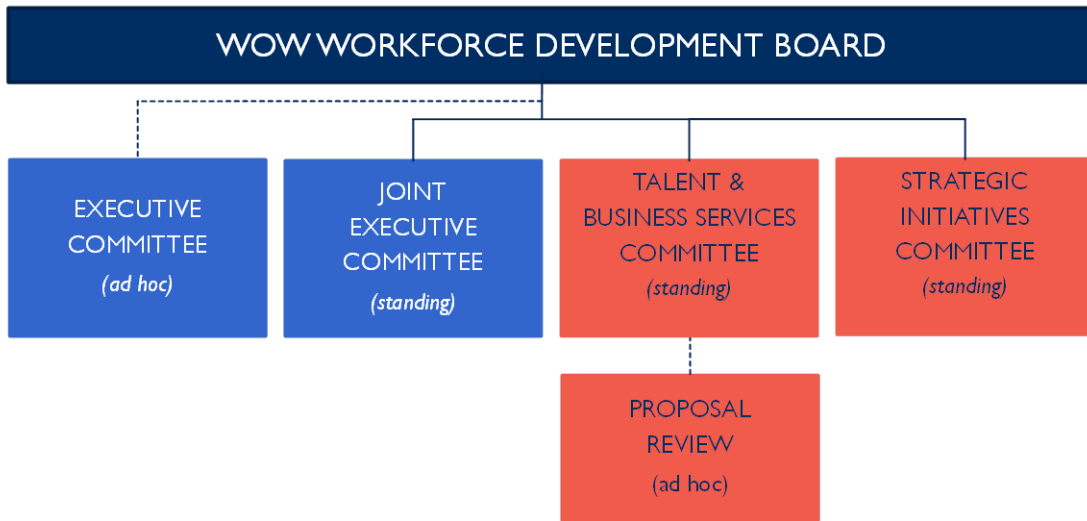 WOW WORKFORCE DEVELOPMENT BOARD
EXECUTIVE
COMMITTEE
(ad hoc)
JOINT
EXECUTIVE
COMMITTEE
(standing)
TALENT &
BUSINESS SERVICES
COMMITTEE
(standing)
STRATEGIC
INITIATIVES
COMMITTEE
(standing)
PROPOSAL
REVIEW
(ad hoc)